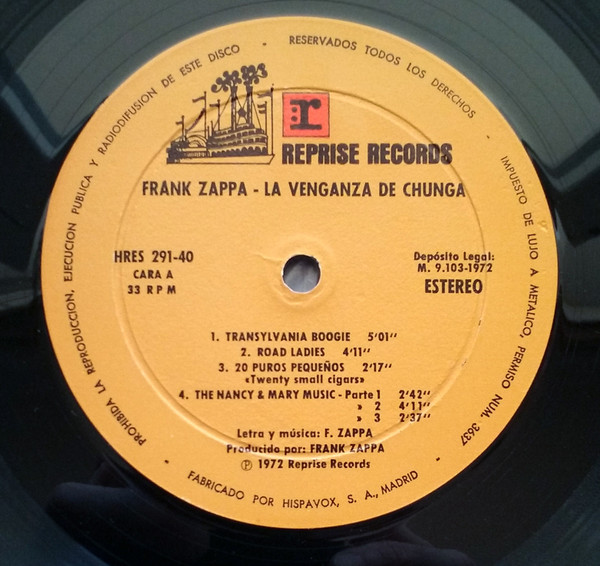 PROHIBIDA LA REPRODUCCION, EJECUCION PUBLICA Y RADIODIFUSION DE ESTE DISCO - RESERVADOS TODOS LOS DERECHOS - IMPUESTO DE LUJO A METALICO, PERMISO NUM. 3637
r
REPRISE RECORDS
FRANK ZAPPA - LA VENGANZA DE CHUNGA
HRES 291-40
CARA A
33 RPM
Depósito Legal:
M. 9.103-1972
ESTEREO
1. TRANSYLVANIA BOOGIE 5'01''
2. ROAD LADIES 4'11''
3. 20 PUROS PEQUEÑOS 2'17''
«Twenty small cigars»
4. THE NANCY & MARY MUSIC - Parte 1 2'42''
» 2 4'11''
» 3 2'37''
Letra y música: F. ZAPPA
Producido por: FRANK ZAPPA
Ⓟ 1972 Reprise Records
- FABRICADO POR HISPAVOX, S. A., MADRID -